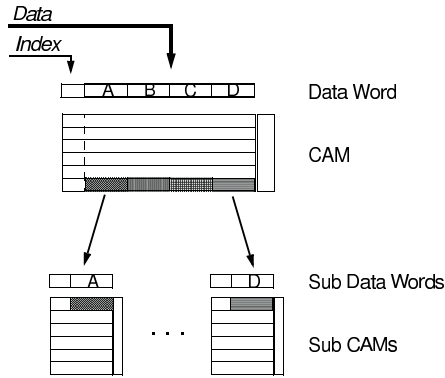 Data
Index
A B C D Data Word
CAM
A D Sub Data Words
. . .
Sub CAMs